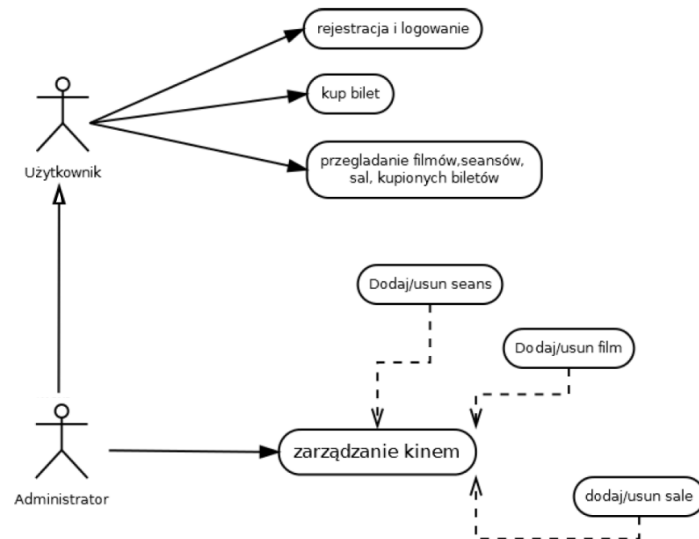 rejestracja i logowanie
kup bilet
Użytkownik
przegladanie filmów,seansów,
sal, kupionych biletów
Dodaj/usun seans
Dodaj/usun film
zarządzanie kinem
Administrator
dodaj/usun sale